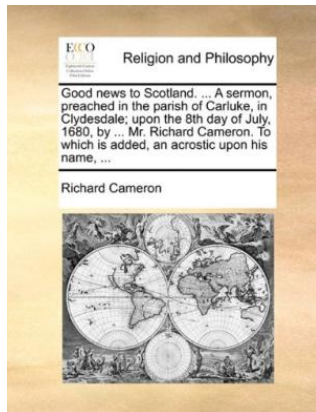 ECCO
Religion and Philosophy
Good news to Scotland. ... A sermon,
preached in the parish of Carluke, in
Clydesdale; upon the 8th day of July,
1680, by ... Mr. Richard Cameron. To
which is added, an acrostic upon his
name, ...
Richard Cameron